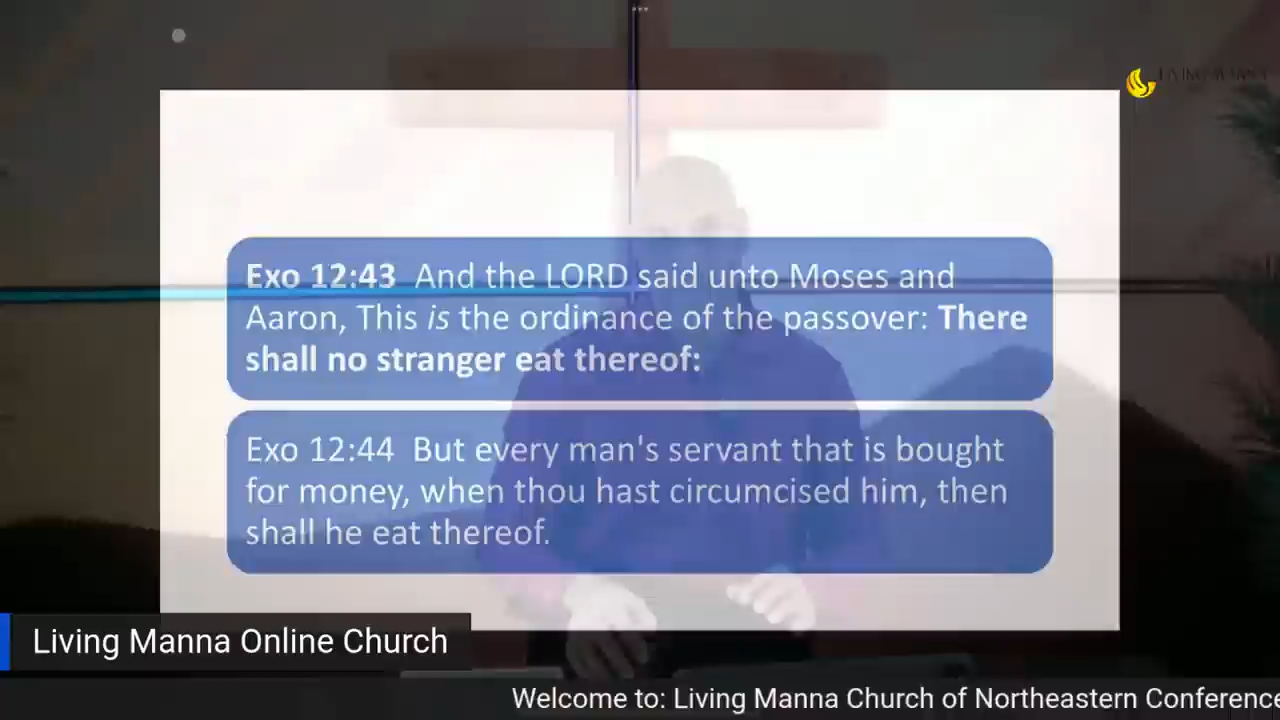 Exo 12:43 And the LORD said unto Moses and
Aaron, This is the ordinance of the passover: There
shall no stranger eat thereof:
Exo 12:44 But every man's servant that is bought
for money, when thou hast circumcised him, then
shall he eat thereof.
Living Manna Online Church
Welcome to: Living Manna Church of Northeastern Conference